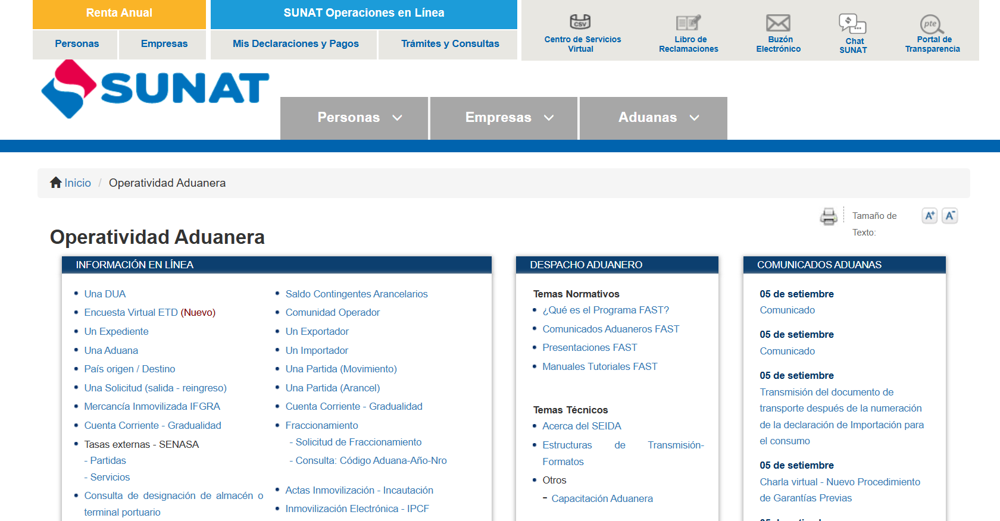 Renta Anual
SUNAT Operaciones en Línea
Personas
Empresas
Mis Declaraciones y Pagos
Trámites y Consultas
CSV
Centro de Servicios
Virtual
Libro de
Reclamaciones
Buzón
Electrónico
Chat
SUNAT
pte
Portal de
Transparencia
SUNAT
Personas
Empresas
Aduanas
Inicio / Operatividad Aduanera
Tamaño de
Texto:
A+ A-
Operatividad Aduanera
INFORMACIÓN EN LÍNEA
Una DUA
Encuesta Virtual ETD (Nuevo)
Un Expediente
Una Aduana
País origen / Destino
Una Solicitud (salida - reingreso)
Mercancía Inmovilizada IFGRA
Cuenta Corriente - Gradualidad
Tasas externas - SENASA
- Partidas
- Servicios
Consulta de designación de almacén o
terminal portuario
Saldo Contingentes Arancelarios
Comunidad Operador
Un Exportador
Un Importador
Una Partida (Movimiento)
Una Partida (Arancel)
Cuenta Corriente - Gradualidad
Fraccionamiento
- Solicitud de Fraccionamiento
- Consulta: Código Aduana-Año-Nro
Actas Inmovilización - Incautación
Inmovilización Electrónica - IPCF
DESPACHO ADUANERO
Temas Normativos
¿Qué es el Programa FAST?
Comunicados Aduaneros FAST
Presentaciones FAST
Manuales Tutoriales FAST
Temas Técnicos
Acerca del SEIDA
Estructuras de Transmisión-
Formatos
Otros
- Capacitación Aduanera
COMUNICADOS ADUANAS
05 de setiembre
Comunicado
05 de setiembre
Comunicado
05 de setiembre
Transmisión del documento de
transporte después de la numeración
de la declaración de Importación para
el consumo
05 de setiembre
Charla virtual - Nuevo Procedimiento
de Garantías Previas